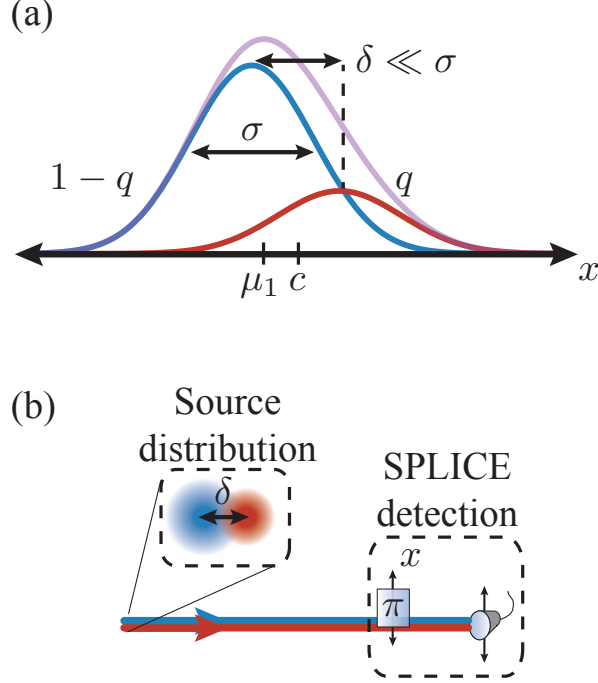 (a)
δ ≪ σ
σ
1 − q
q
μ₁ c
x
(b)
Source
distribution
δ
SPLICE
detection
x
π